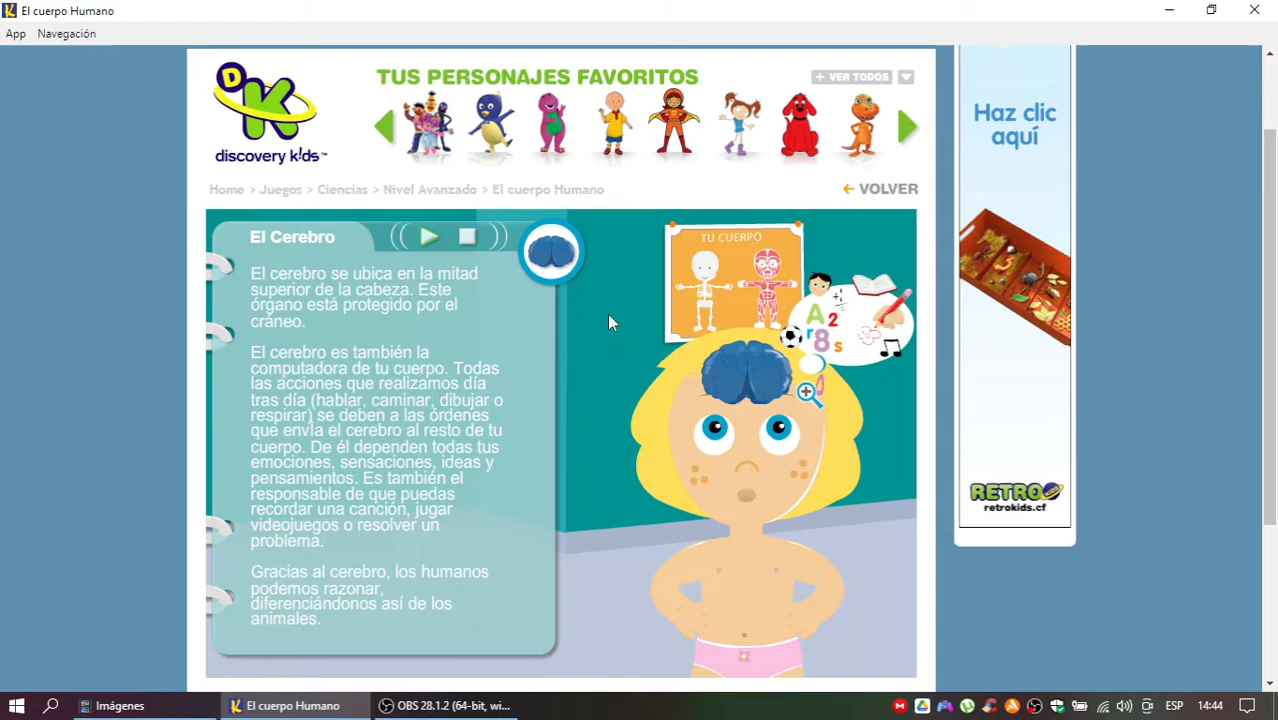 El cuerpo Humano
App Navegación
D
K
discovery k!ds™
TUS PERSONAJES FAVORITOS
+ VER TODOS
Home > Juegos > Ciencias > Nivel Avanzado > El cuerpo Humano
← VOLVER
El Cerebro
El cerebro se ubica en la mitad
superior de la cabeza. Este
órgano está protegido por el
cráneo.
El cerebro es también la
computadora de tu cuerpo. Todas
las acciones que realizamos día
tras día (hablar, caminar, dibujar o
respirar) se deben a las órdenes
que envía el cerebro al resto de tu
cuerpo. De él dependen todas tus
emociones, sensaciones, ideas y
pensamientos. Es también el
responsable de que puedas
recordar una canción, jugar
videojuegos o resolver un
problema.
Gracias al cerebro, los humanos
podemos razonar,
diferenciándonos así de los
animales.
TU CUERPO
A 2
r 8 s
Haz clic
aquí
RETRO
retrokids.cf
Imágenes
El cuerpo Humano
OBS 28.1.2 (64-bit, wi...
ESP
14:44